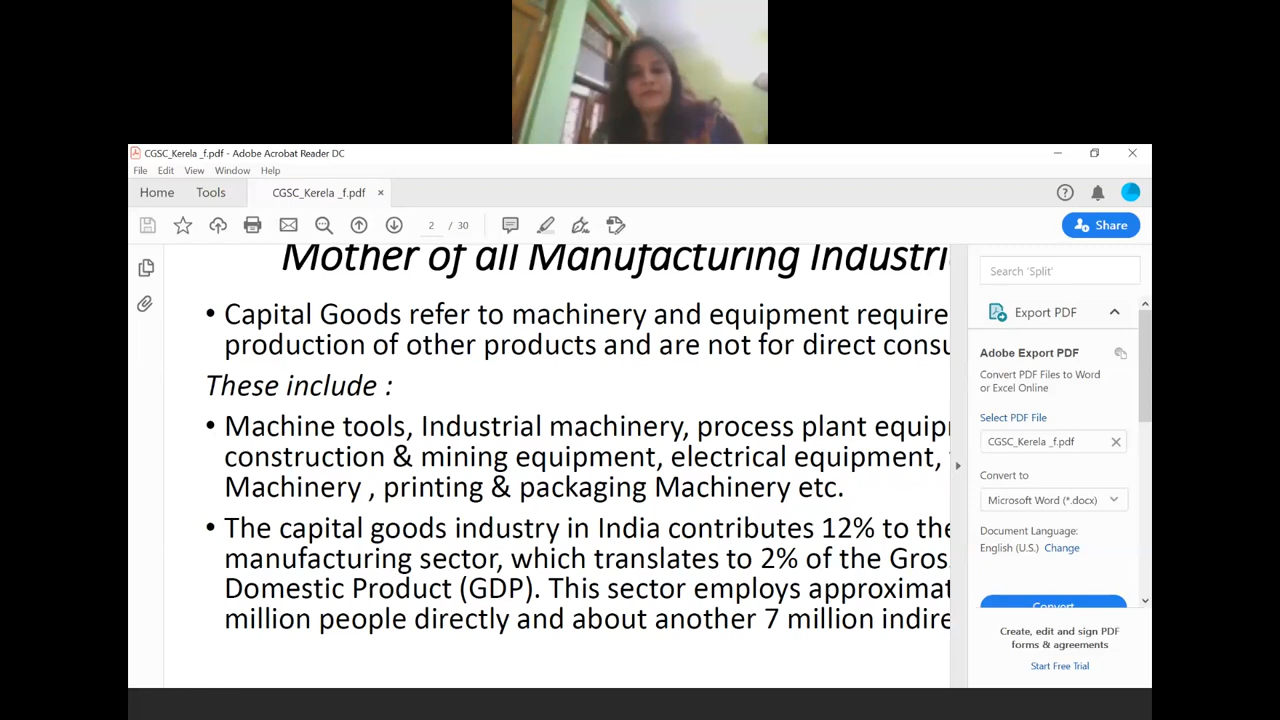 CGSC_Kerela _f.pdf - Adobe Acrobat Reader DC
File Edit View Window Help
Home Tools CGSC_Kerela _f.pdf ×
2 / 30
Share
Mother of all Manufacturing Industri
• Capital Goods refer to machinery and equipment require
production of other products and are not for direct consu
These include :
• Machine tools, Industrial machinery, process plant equip
construction & mining equipment, electrical equipment,
Machinery , printing & packaging Machinery etc.
• The capital goods industry in India contributes 12% to the
manufacturing sector, which translates to 2% of the Gros
Domestic Product (GDP). This sector employs approximat
million people directly and about another 7 million indire
Search 'Split'
Export PDF
Adobe Export PDF
Convert PDF Files to Word
or Excel Online
Select PDF File
CGSC_Kerela _f.pdf
Convert to
Microsoft Word (*.docx)
Document Language:
English (U.S.) Change
Convert
Create, edit and sign PDF
forms & agreements
Start Free Trial